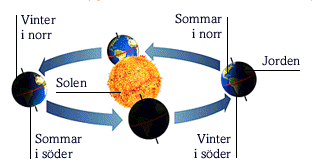 Vinter
i norr
Sommar
i norr
Jorden
Solen
Sommar
i söder
Vinter
i söder